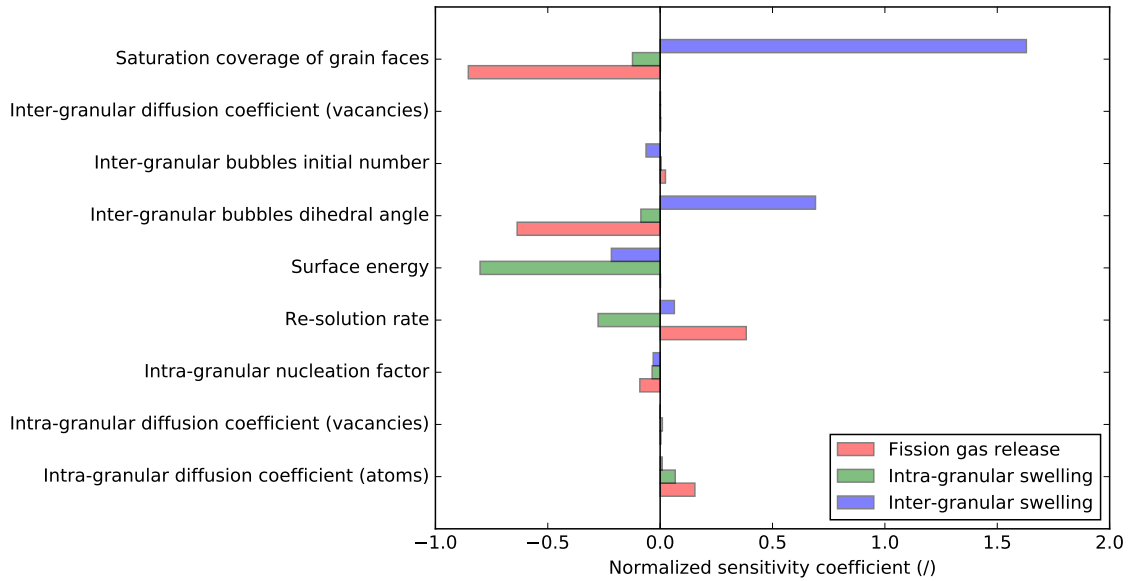 Saturation coverage of grain faces
Inter-granular diffusion coefficient (vacancies)
Inter-granular bubbles initial number
Inter-granular bubbles dihedral angle
Surface energy
Re-solution rate
Intra-granular nucleation factor
Intra-granular diffusion coefficient (vacancies)
Intra-granular diffusion coefficient (atoms)
Fission gas release
Intra-granular swelling
Inter-granular swelling
−1.0 −0.5 0.0 0.5 1.0 1.5 2.0
Normalized sensitivity coefficient (/)